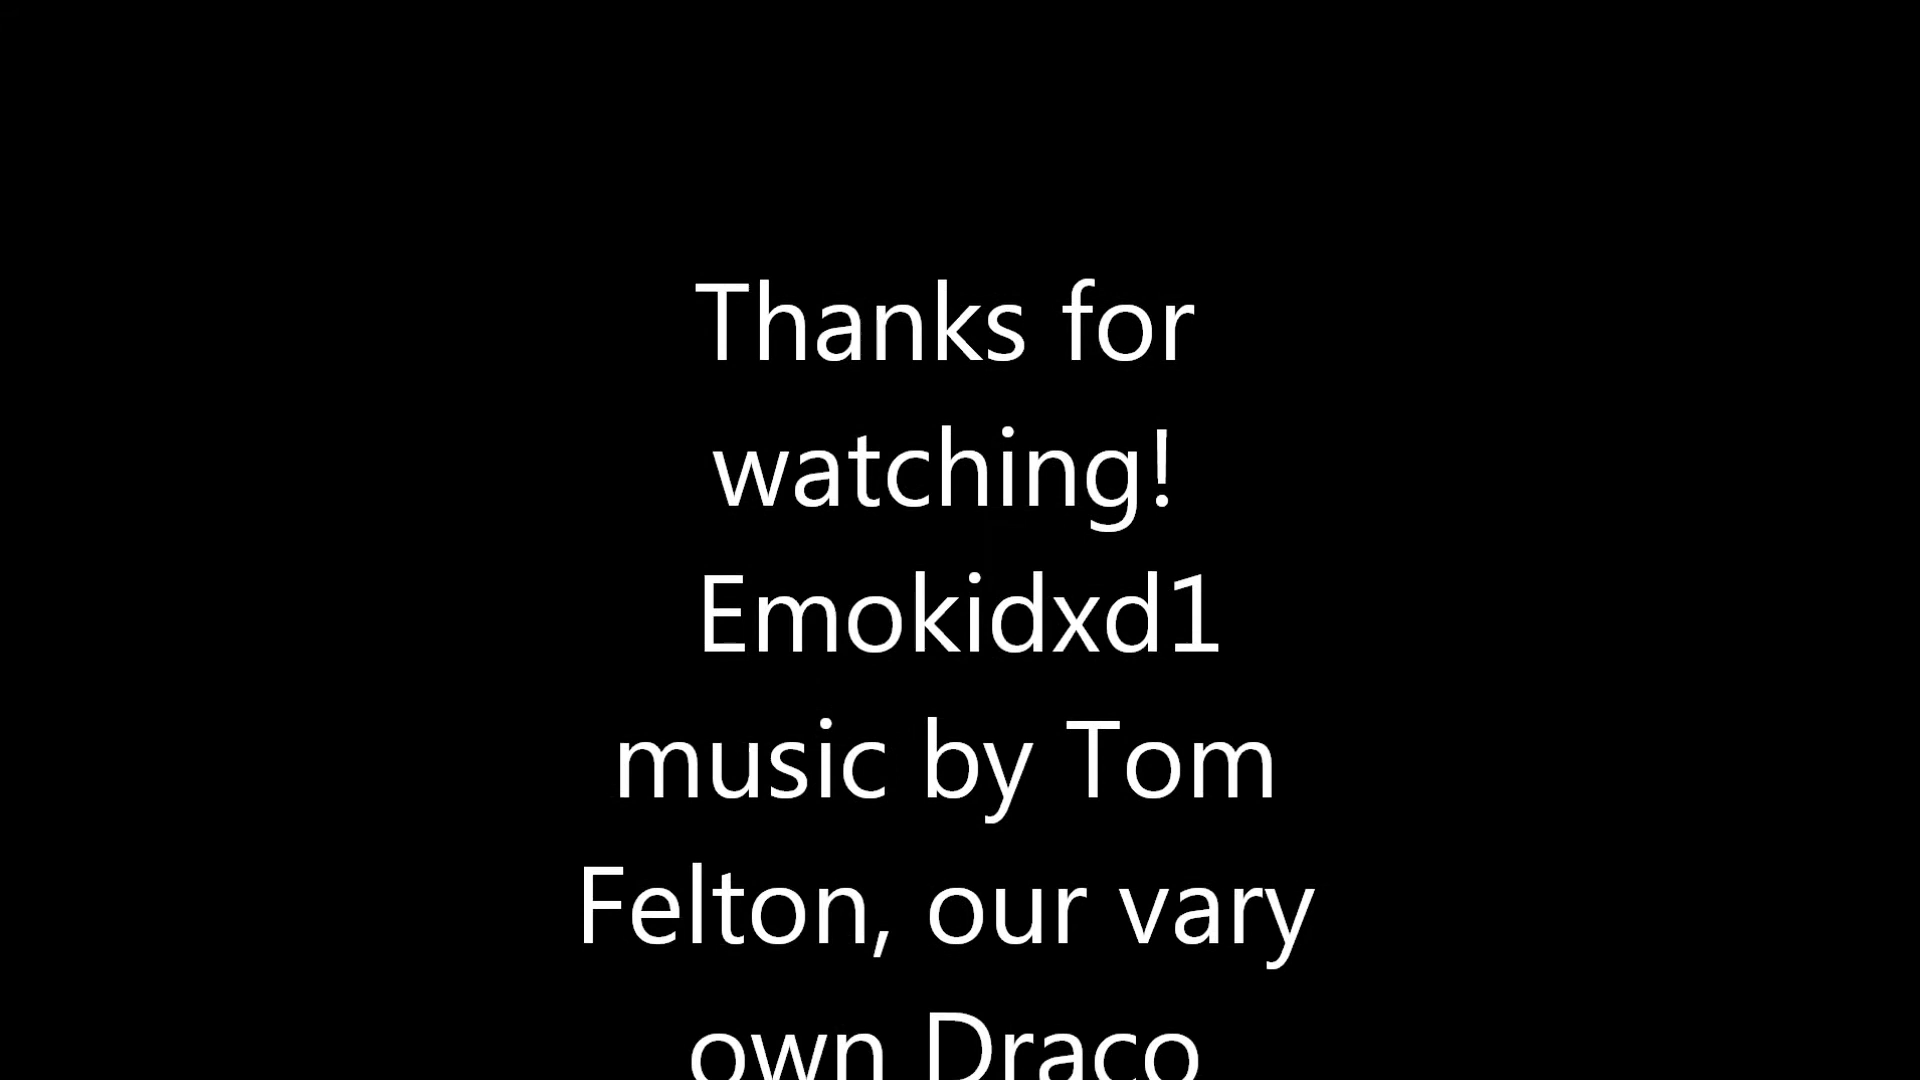 Thanks for
watching!
Emokidxd1
music by Tom
Felton, our vary
own Draco